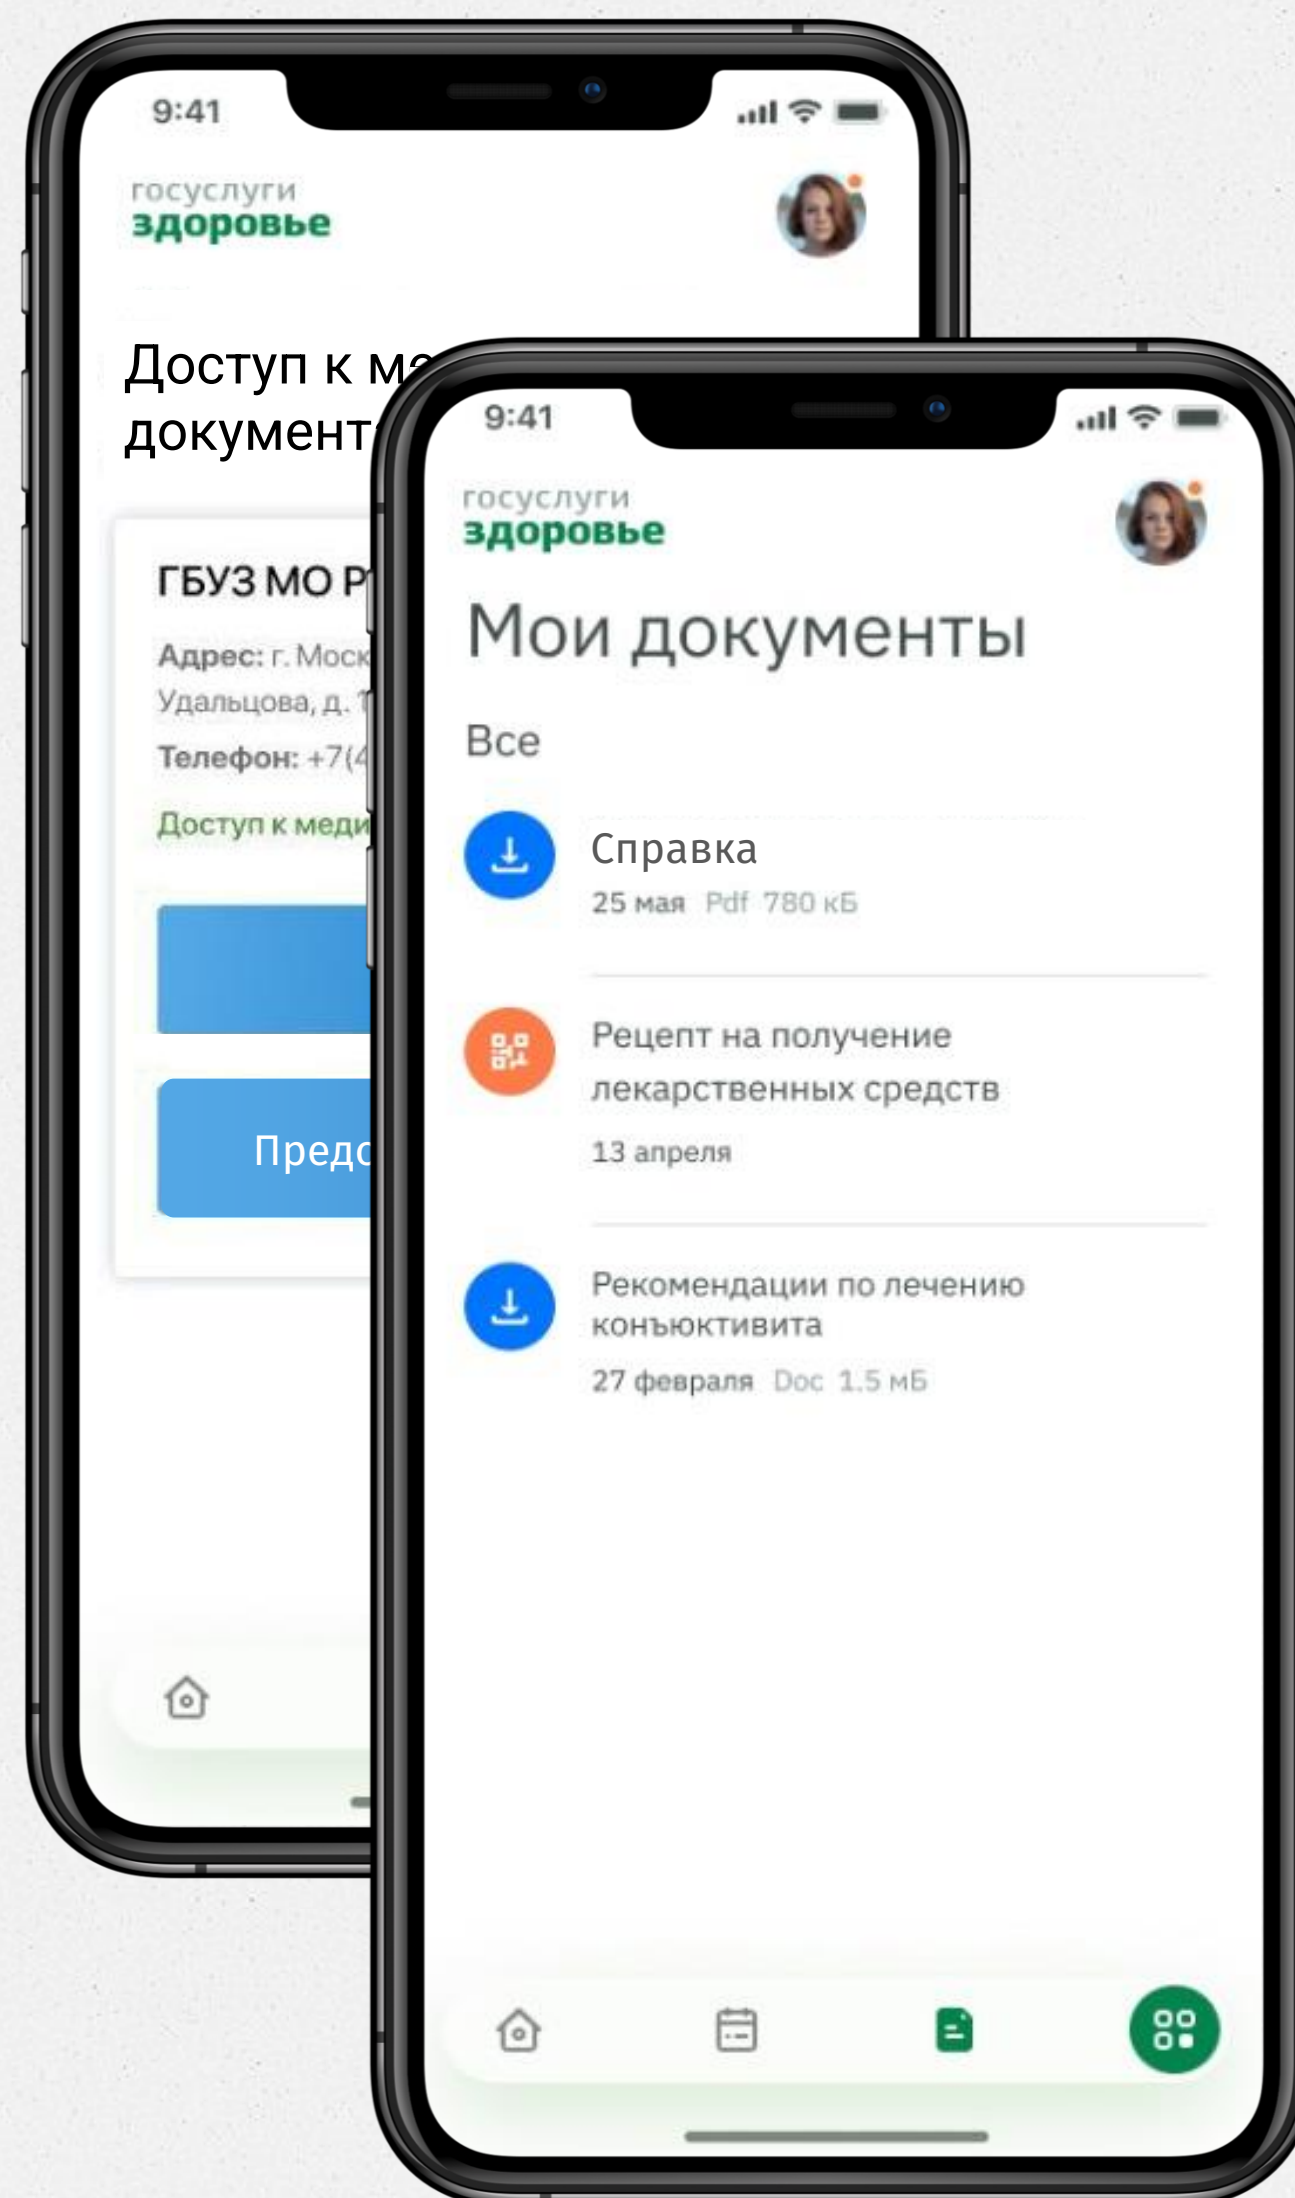 9:41
госуслуги
здоровье
Доступ к
документ
ГБУЗ МО
Адрес: г. Моск
Удальцова, д.
Телефон: +7(4
Доступ к меди
Предо
9:41
госуслуги
здоровье
Мои документы
Все
Справка
25 мая Pdf 780 кБ
Рецепт на получение
лекарственных средств
13 апреля
Рекомендации по лечению
конъюктивита
27 февраля Doc 1.5 мБ